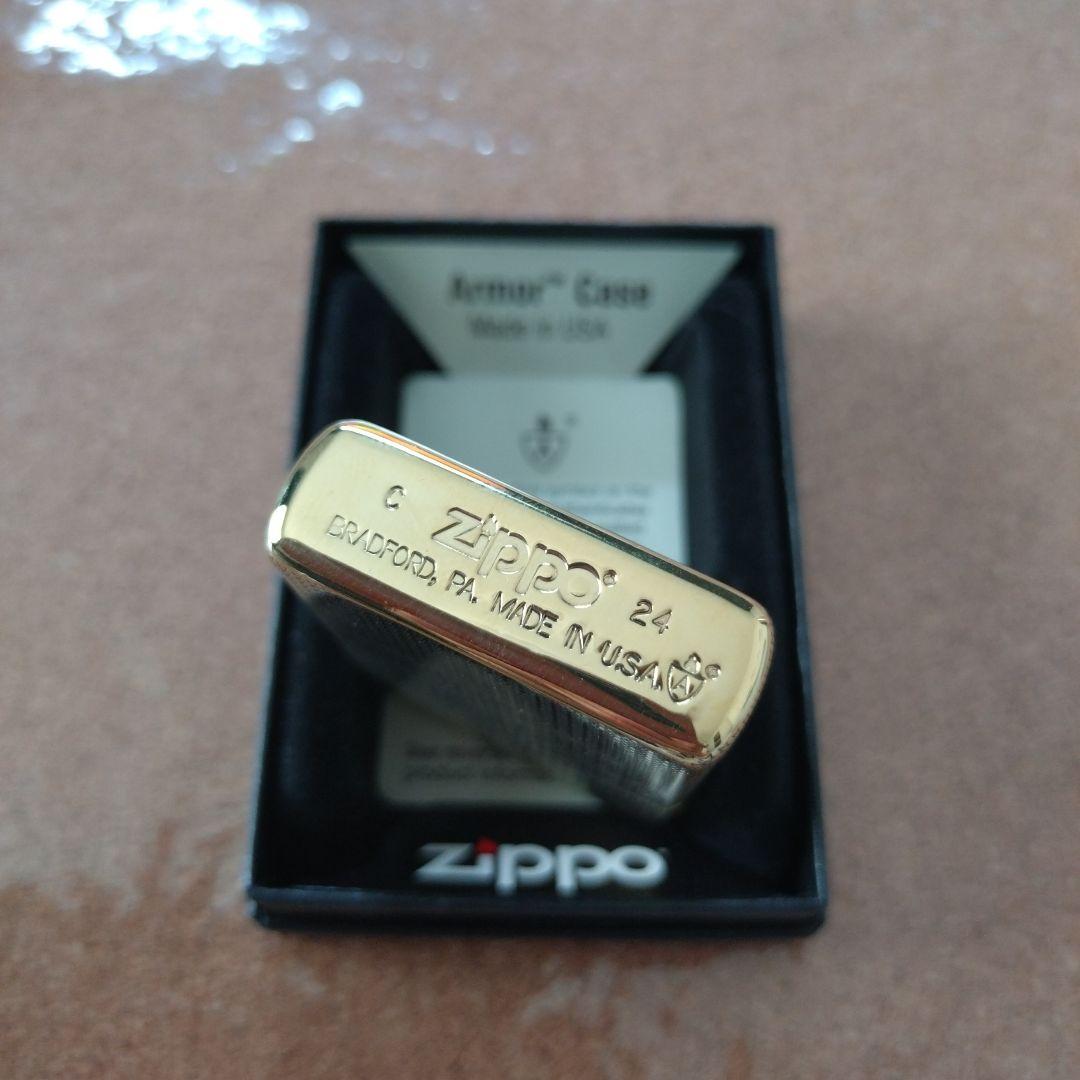 Armor™ Case
Made in USA
C zippo® 24
BRADFORD, PA. MADE IN U.S.A. A ®
zippo